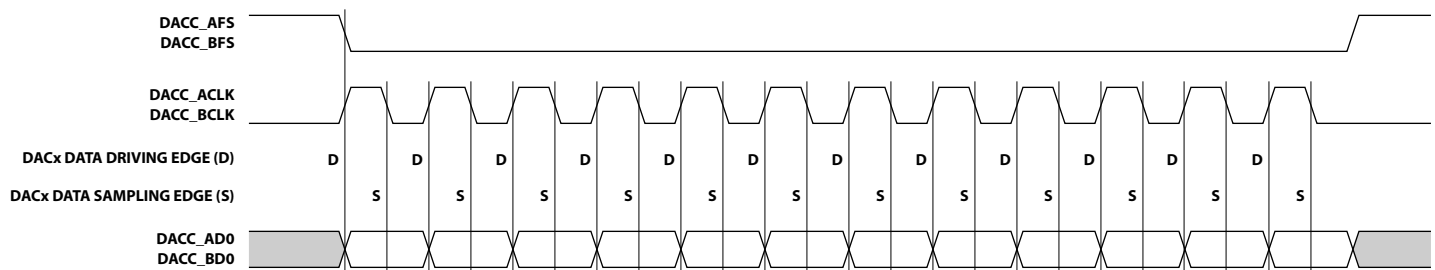 DACC_AFS
DACC_BFS
DACC_ACLK
DACC_BCLK
DACx DATA DRIVING EDGE (D)
D D D D D D D D D D D D
DACx DATA SAMPLING EDGE (S)
S S S S S S S S S S S S
DACC_AD0
DACC_BD0